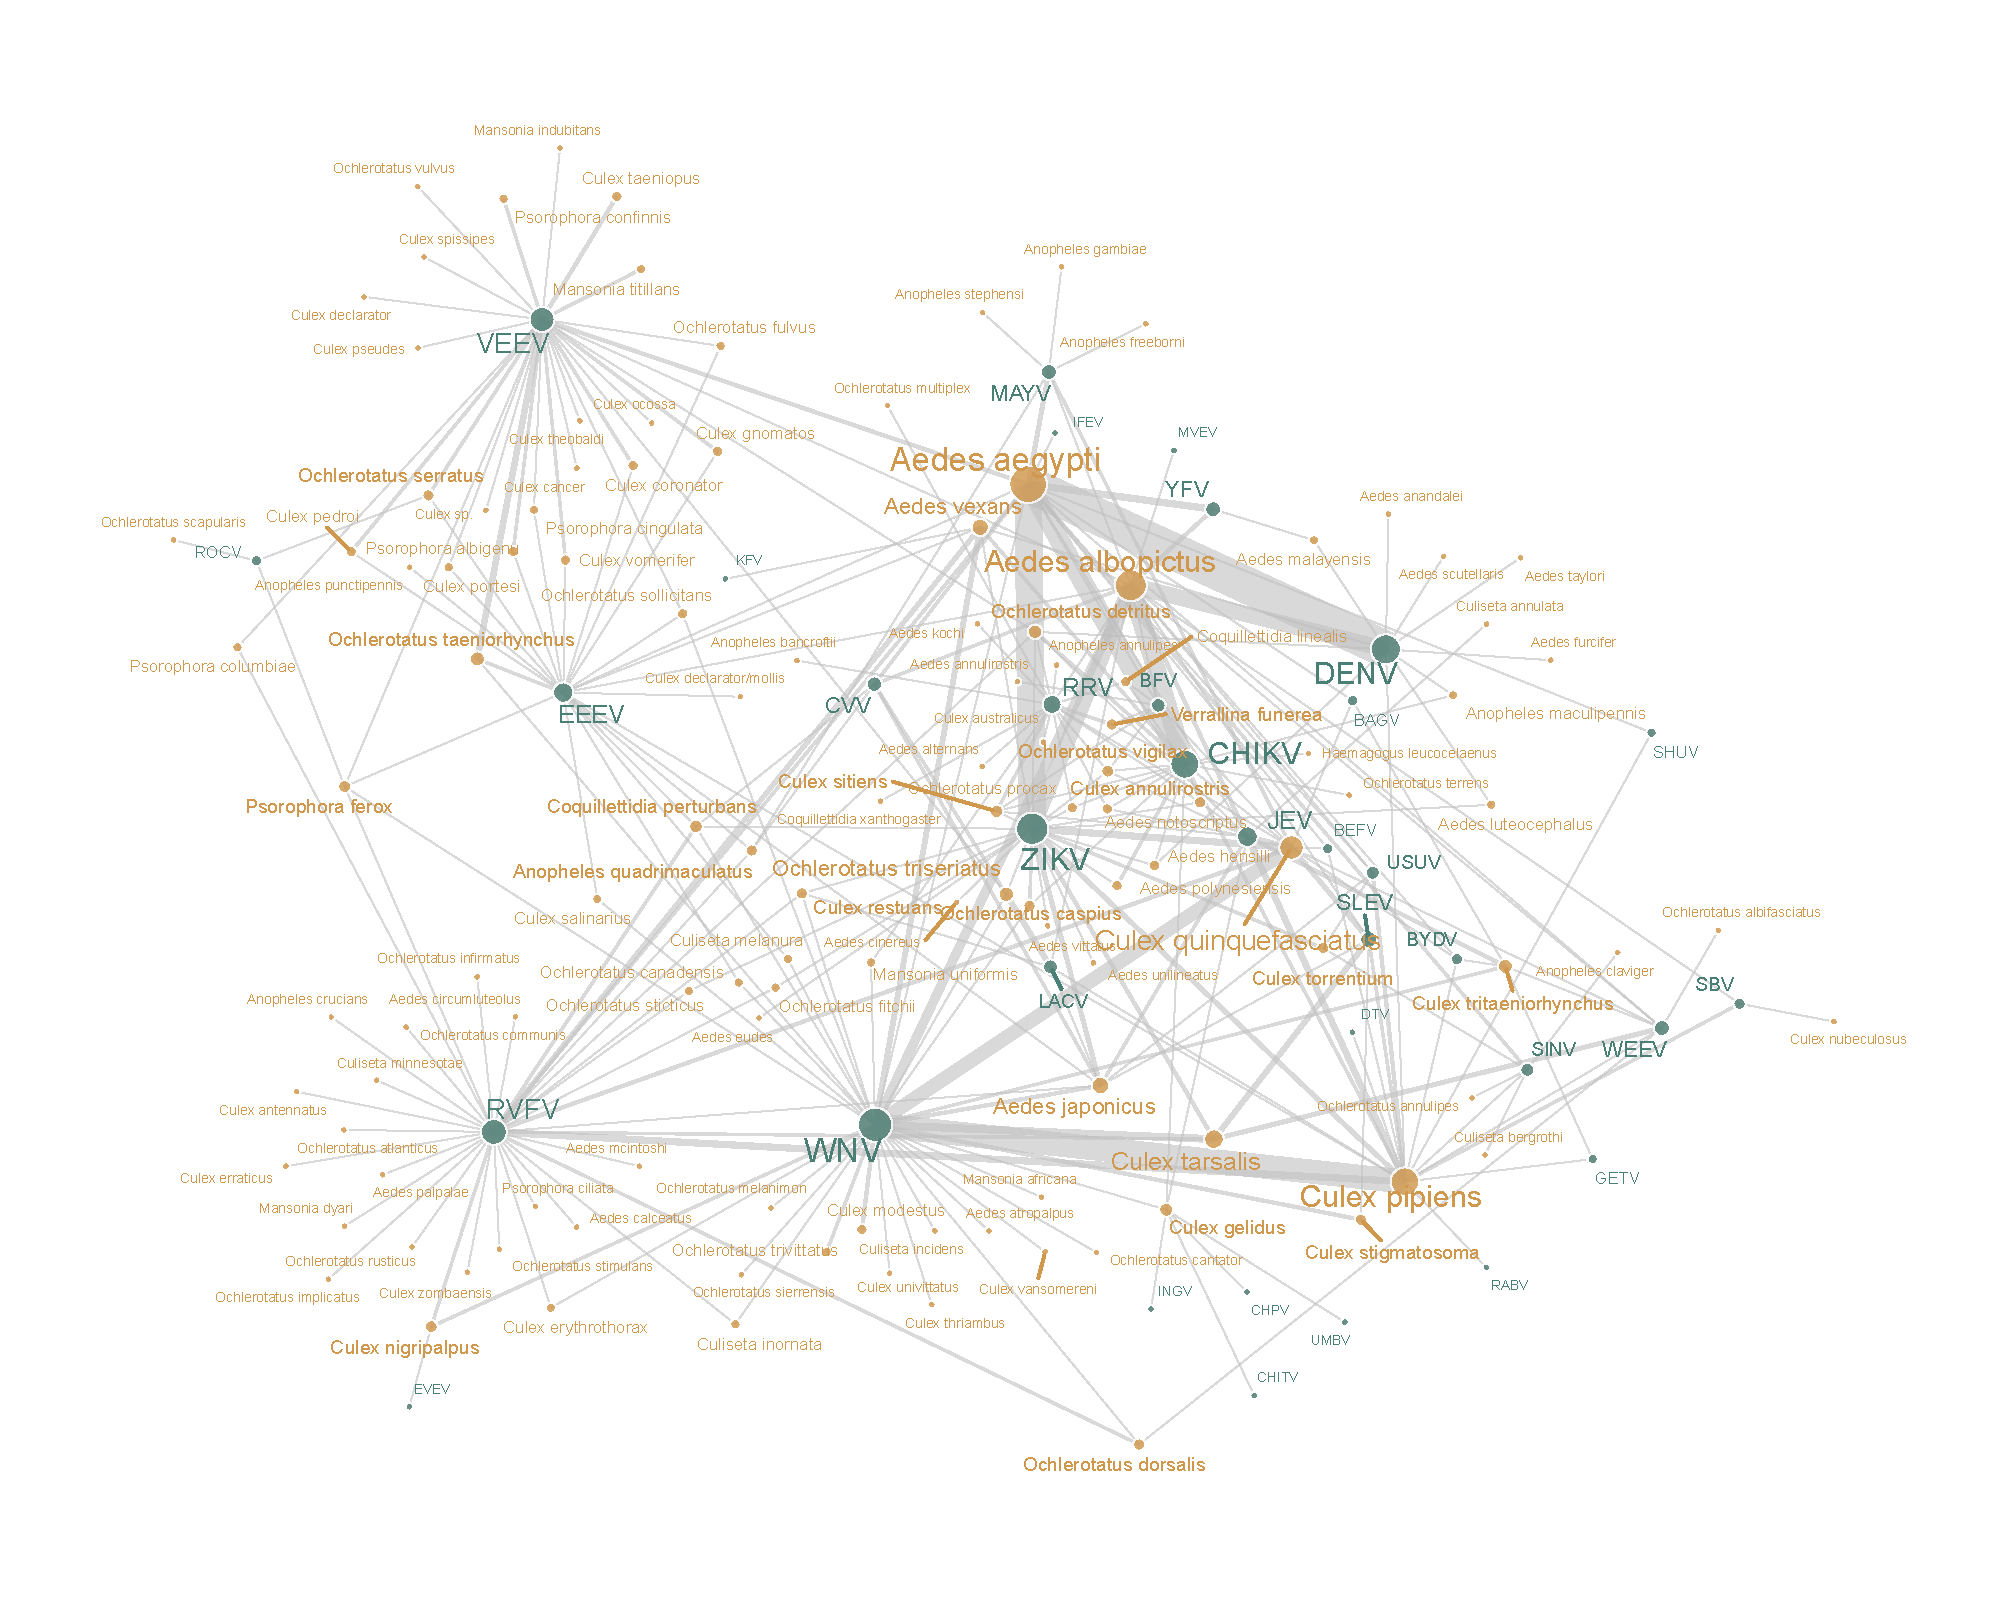 Mansonia indubitans
Ochlerotatus vulvus
Culex taeniopus
Psorophora confinnis
Culex spissipes
Anopheles gambiae
Mansonia titillans
Anopheles stephensi
Culex declarator
Ochlerotatus fulvus
VEEV
Anopheles freeborni
Culex pseudes
Ochlerotatus multiplex
MAYV
Culex ocossa
IFEV
MVEV
Culex gnomatos
Culex theobaldi
Aedes aegypti
Ochlerotatus serratus
Culex cancer
Culex coronator
YFV
Aedes anandalei
Aedes vexans
Culex sp.
Culex pedroi
Ochlerotatus scapularis
Psorophora cingulata
ROCV
Psorophora albigenu
Culex vomerifer
KFV
Aedes albopictus
Aedes malayensis
Aedes scutellaris
Aedes taylori
Anopheles punctipennis
Culex portesi
Ochlerotatus sollicitans
Ochlerotatus detritus
Culiseta annulata
Ochlerotatus taeniorhynchus
Anopheles bancroftii
Aedes kochi
Anopheles annulipes
Coquillettidia linealis
Aedes furcifer
Psorophora columbiae
Aedes annulirostris
Culex declarator/mollis
DENV
RRV
BFV
EEEV
CVV
Culex australicus
Verrallina funerea
BAGV
Anopheles maculipennis
Aedes alternans
Ochlerotatus vigilax
CHIKV
Haemagogus leucocelaenus
SHUV
Culex sitiens
Ochlerotatus procax
Culex annulirostris
Ochlerotatus terrens
Psorophora ferox
Coquillettidia perturbans
Coquillettidia xanthogaster
Aedes notoscriptus
JEV
BEFV
Aedes luteocephalus
Anopheles quadrimaculatus
Ochlerotatus triseriatus
ZIKV
Aedes hensilli
USUV
Aedes polynesiensis
Culex salinarius
Culex restuans
Ochlerotatus caspius
SLEV
Ochlerotatus albifasciatus
Culiseta melanura
Aedes cinereus
Aedes vittatus
Culex quinquefasciatus
BYDV
Ochlerotatus infirmatus
Ochlerotatus canadensis
Mansonia uniformis
Aedes unilineatus
Culex torrentium
Anopheles claviger
SBV
Anopheles crucians
Aedes circumluteolus
Ochlerotatus sticticus
Ochlerotatus fitchii
LACV
Culex tritaeniorhynchus
DTV
Ochlerotatus communis
Aedes eudes
Culex nubeculosus
SINV
WEEV
Culiseta minnesotae
Culex antennatus
RVFV
Aedes japonicus
Ochlerotatus annulipes
Ochlerotatus atlanticus
Aedes mcintoshi
WNV
Culex tarsalis
Culiseta bergrothi
Culex erraticus
Aedes palpalae
Psorophora ciliata
Ochlerotatus melanimon
Mansonia africana
GETV
Mansonia dyari
Aedes calceatus
Culex modestus
Aedes atropalpus
Culex pipiens
Culex gelidus
Ochlerotatus rusticus
Ochlerotatus stimulans
Ochlerotatus trivittatus
Culiseta incidens
Ochlerotatus cantator
Culex stigmatosoma
Ochlerotatus implicatus
Culex zombaensis
Ochlerotatus sierrensis
Culex univittatus
Culex vansomereni
INGV
RABV
Culex erythrothorax
Culex thriambus
CHPV
Culex nigripalpus
Culiseta inornata
UMBV
EVEV
CHITV
Ochlerotatus dorsalis